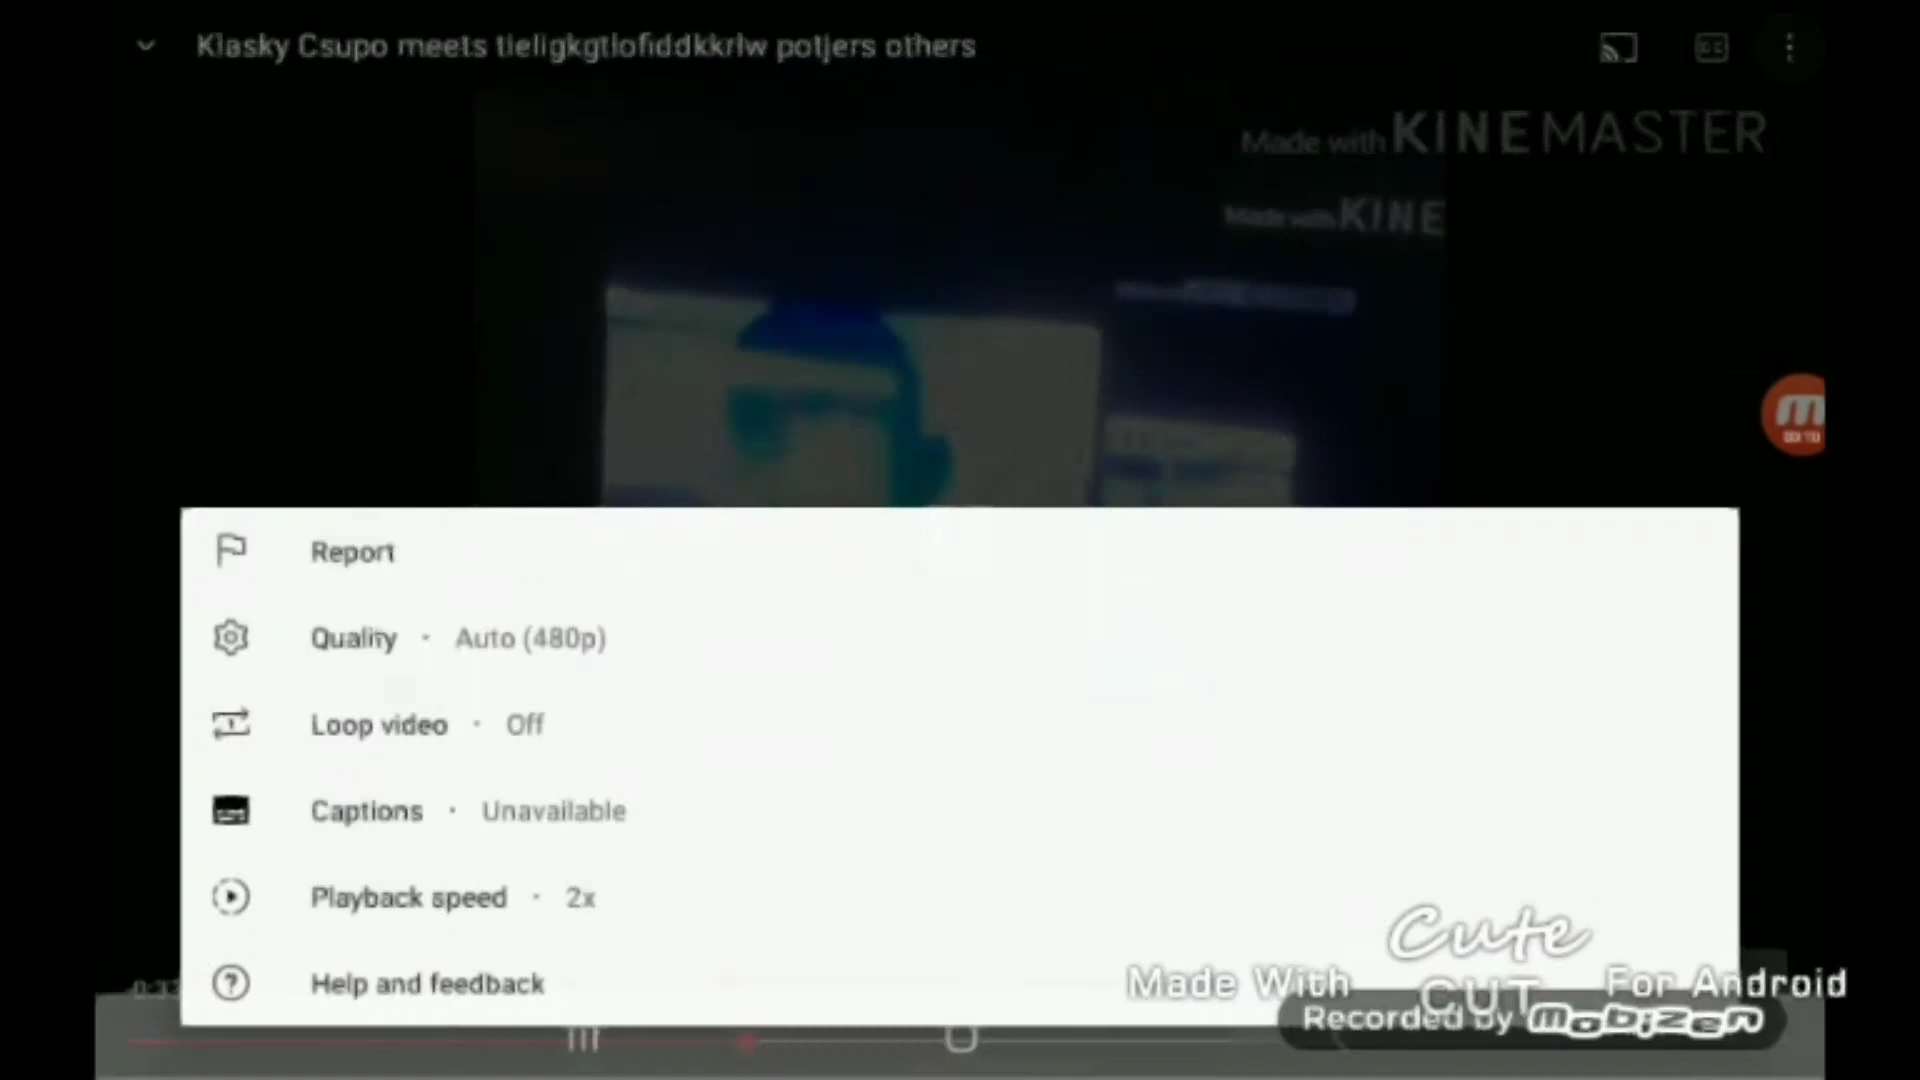 Klasky Csupo meets tieligkgtlofiddkkrlw potjers others
Made with KINEMASTER
Made with KINE
Report
Quality · Auto (480p)
Loop video · Off
Captions · Unavailable
Playback speed · 2x
Help and feedback
Made With Cute CUT For Android
Recorded by mobizen